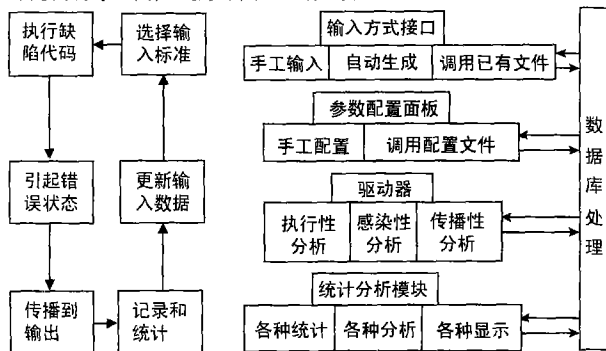 执行缺
陷代码
选择输
入标准
引起错
误状态
更新输
入数据
传播到
输出
记录和
统计
输入方式接口
手工输入
自动生成
调用已有文件
参数配置面板
手工配置
调用配置文件
驱动器
执行性
分析
感染性
分析
传播性
分析
统计分析模块
各种统计
各种分析
各种显示
数
据
库
处
理